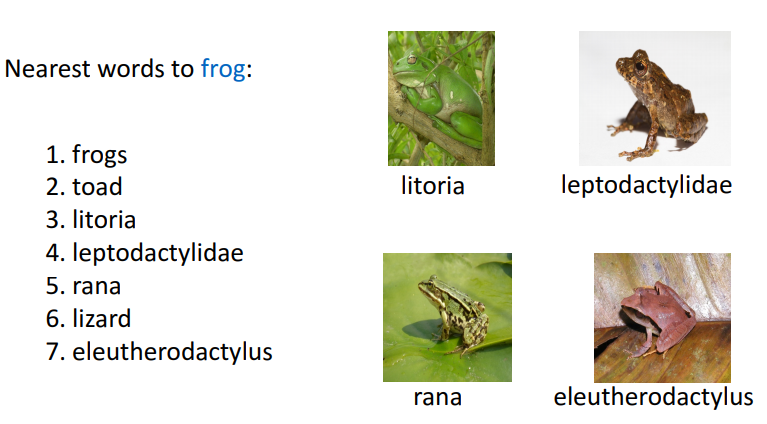 Nearest words to frog:
1. frogs
2. toad
3. litoria
4. leptodactylidae
5. rana
6. lizard
7. eleutherodactylus
litoria
leptodactylidae
rana
eleutherodactylus